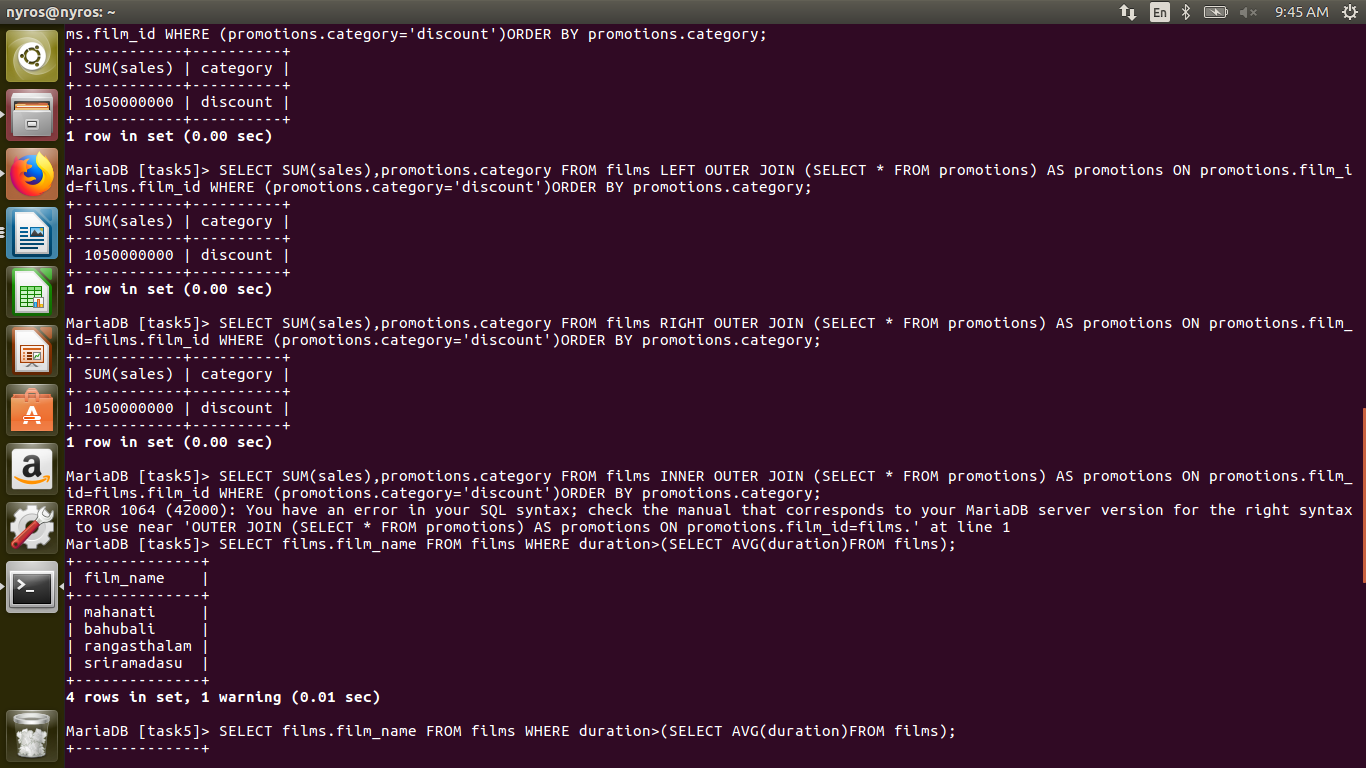 nyros@nyros: ~
En
9:45 AM
ms.film_id WHERE (promotions.category='discount')ORDER BY promotions.category;
+------------+----------+
| SUM(sales) | category |
+------------+----------+
| 1050000000 | discount |
+------------+----------+
1 row in set (0.00 sec)
MariaDB [task5]> SELECT SUM(sales),promotions.category FROM films LEFT OUTER JOIN (SELECT * FROM promotions) AS promotions ON promotions.film_i
d=films.film_id WHERE (promotions.category='discount')ORDER BY promotions.category;
+------------+----------+
| SUM(sales) | category |
+------------+----------+
| 1050000000 | discount |
+------------+----------+
1 row in set (0.00 sec)
MariaDB [task5]> SELECT SUM(sales),promotions.category FROM films RIGHT OUTER JOIN (SELECT * FROM promotions) AS promotions ON promotions.film_
id=films.film_id WHERE (promotions.category='discount')ORDER BY promotions.category;
+------------+----------+
| SUM(sales) | category |
+------------+----------+
| 1050000000 | discount |
+------------+----------+
1 row in set (0.00 sec)
MariaDB [task5]> SELECT SUM(sales),promotions.category FROM films INNER OUTER JOIN (SELECT * FROM promotions) AS promotions ON promotions.film_
id=films.film_id WHERE (promotions.category='discount')ORDER BY promotions.category;
ERROR 1064 (42000): You have an error in your SQL syntax; check the manual that corresponds to your MariaDB server version for the right syntax
 to use near 'OUTER JOIN (SELECT * FROM promotions) AS promotions ON promotions.film_id=films.' at line 1
MariaDB [task5]> SELECT films.film_name FROM films WHERE duration>(SELECT AVG(duration)FROM films);
+--------------+
| film_name    |
+--------------+
| mahanati     |
| bahubali     |
| rangasthalam |
| sriramadasu  |
+--------------+
4 rows in set, 1 warning (0.01 sec)
MariaDB [task5]> SELECT films.film_name FROM films WHERE duration>(SELECT AVG(duration)FROM films);
+--------------+